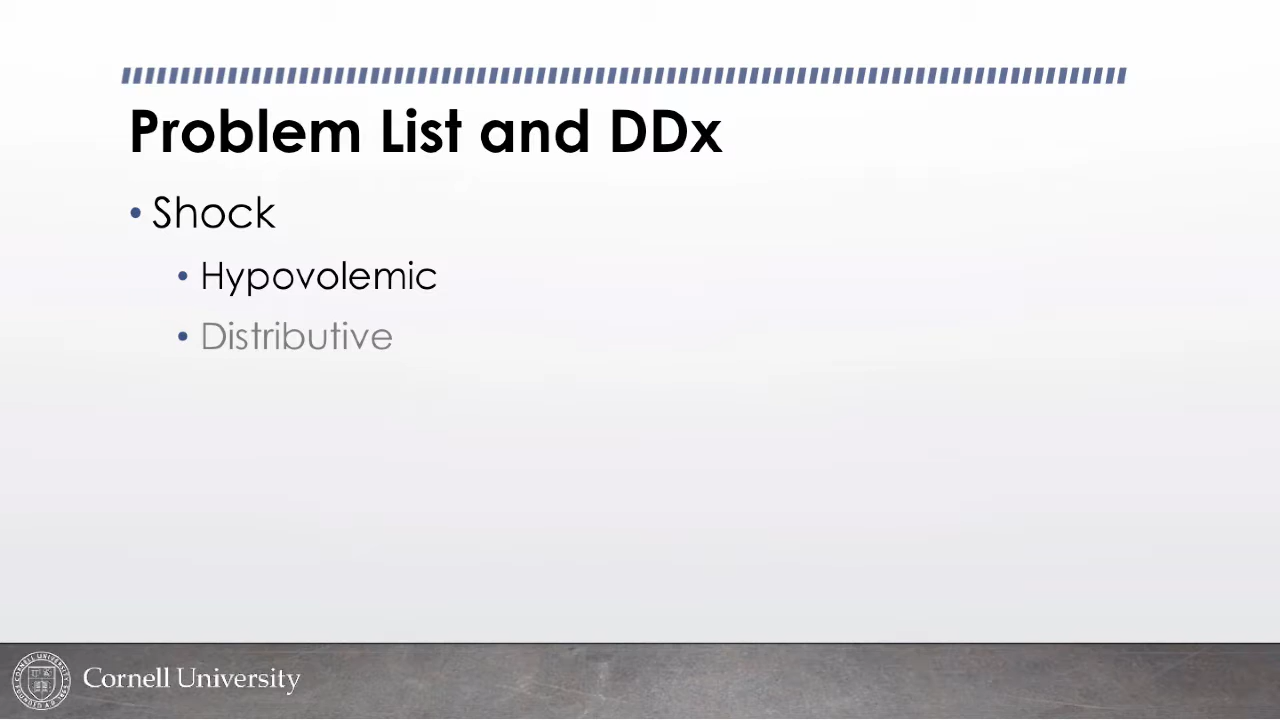 Problem List and DDx
• Shock
• Hypovolemic
• Distributive
Cornell University